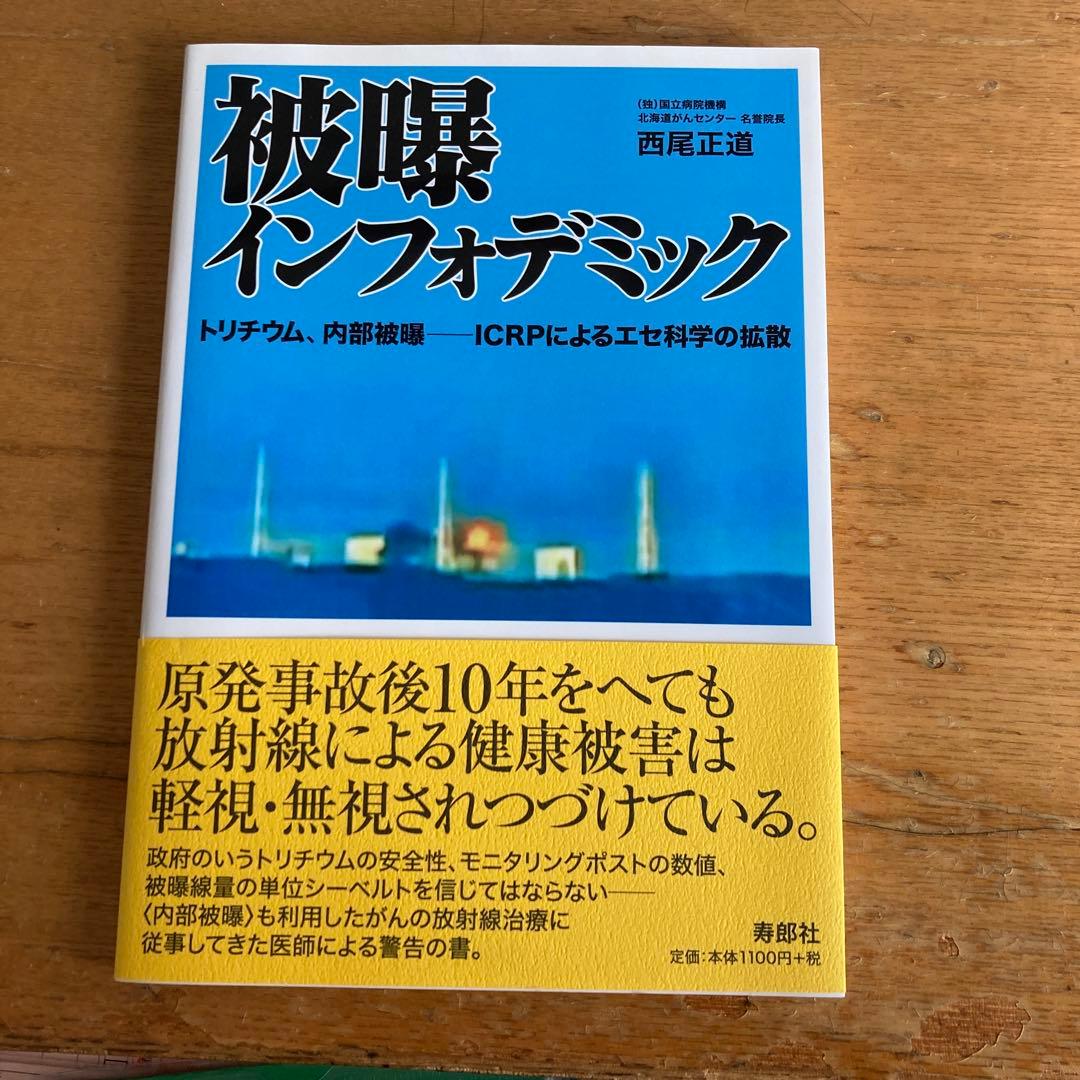 被曝
インフォデミック
(独)国立病院機構
北海道がんセンター 名誉院長
西尾正道
トリチウム、内部被曝――ICRPによるエセ科学の拡散
原発事故後10年をへても
放射線による健康被害は
軽視・無視されつづけている。
政府のいうトリチウムの安全性、モニタリングポストの数値、
被曝線量の単位シーベルトを信じてはならない――
〈内部被曝〉も利用したがんの放射線治療に
従事してきた医師による警告の書。
寿郎社
定価:本体1100円+税